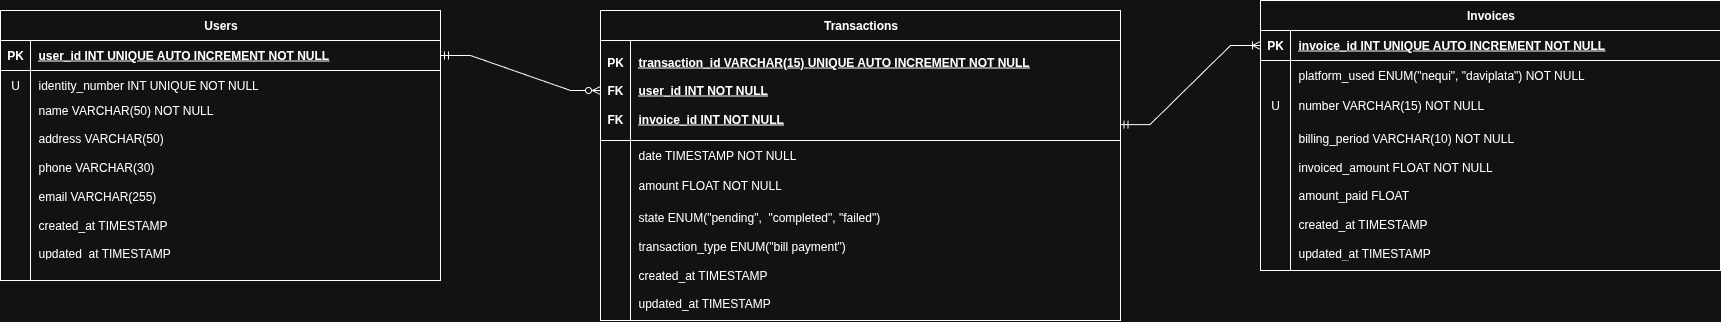 Users
PK user_id INT UNIQUE AUTO INCREMENT NOT NULL
U identity_number INT UNIQUE NOT NULL
name VARCHAR(50) NOT NULL
address VARCHAR(50)
phone VARCHAR(30)
email VARCHAR(255)
created_at TIMESTAMP
updated_at TIMESTAMP
Transactions
PK transaction_id VARCHAR(15) UNIQUE AUTO INCREMENT NOT NULL
FK user_id INT NOT NULL
FK invoice_id INT NOT NULL
date TIMESTAMP NOT NULL
amount FLOAT NOT NULL
state ENUM("pending",  "completed", "failed")
transaction_type ENUM("bill payment")
created_at TIMESTAMP
updated_at TIMESTAMP
Invoices
PK invoice_id INT UNIQUE AUTO INCREMENT NOT NULL
platform_used ENUM("nequi", "daviplata") NOT NULL
U number VARCHAR(15) NOT NULL
billing_period VARCHAR(10) NOT NULL
invoiced_amount FLOAT NOT NULL
amount_paid FLOAT
created_at TIMESTAMP
updated_at TIMESTAMP